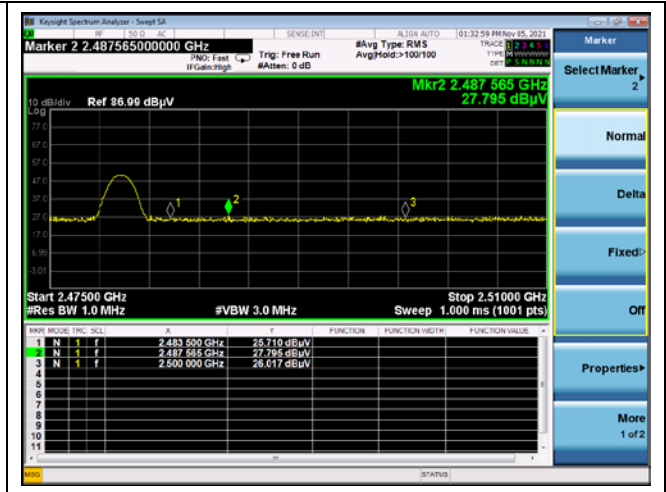 Keysight Spectrum Analyzer - Swept SA
RF 50 Ω AC SENSE:INT ALIGN AUTO 01:32:59 PM Nov 05, 2021
Marker 2 2.487565000000 GHz
PNO: Fast
IFGain:High
Trig: Free Run
#Atten: 0 dB
#Avg Type: RMS
Avg|Hold:>100/100
TRACE 1 2 3 4 5 6
TYPE M W W W W W
DET P S N N N N
Mkr2 2.487 565 GHz
27.795 dBµV
10 dB/div Ref 86.99 dBµV
Log
77.0
67.0
57.0
47.0
37.0
27.0
17.0
6.99
-3.01
1
2
3
Start 2.47500 GHz
Stop 2.51000 GHz
#Res BW 1.0 MHz
#VBW 3.0 MHz
Sweep 1.000 ms (1001 pts)
MKR MODE TRC SCL X Y FUNCTION FUNCTION WIDTH FUNCTION VALUE
1 N 1 f 2.483 500 GHz 25.710 dBµV
2 N 1 f 2.487 565 GHz 27.795 dBµV
3 N 1 f 2.500 000 GHz 26.017 dBµV
4
5
6
7
8
9
10
11
MSG
STATUS
Marker
Select Marker
2
Normal
Delta
Fixed
Off
Properties
More
1 of 2